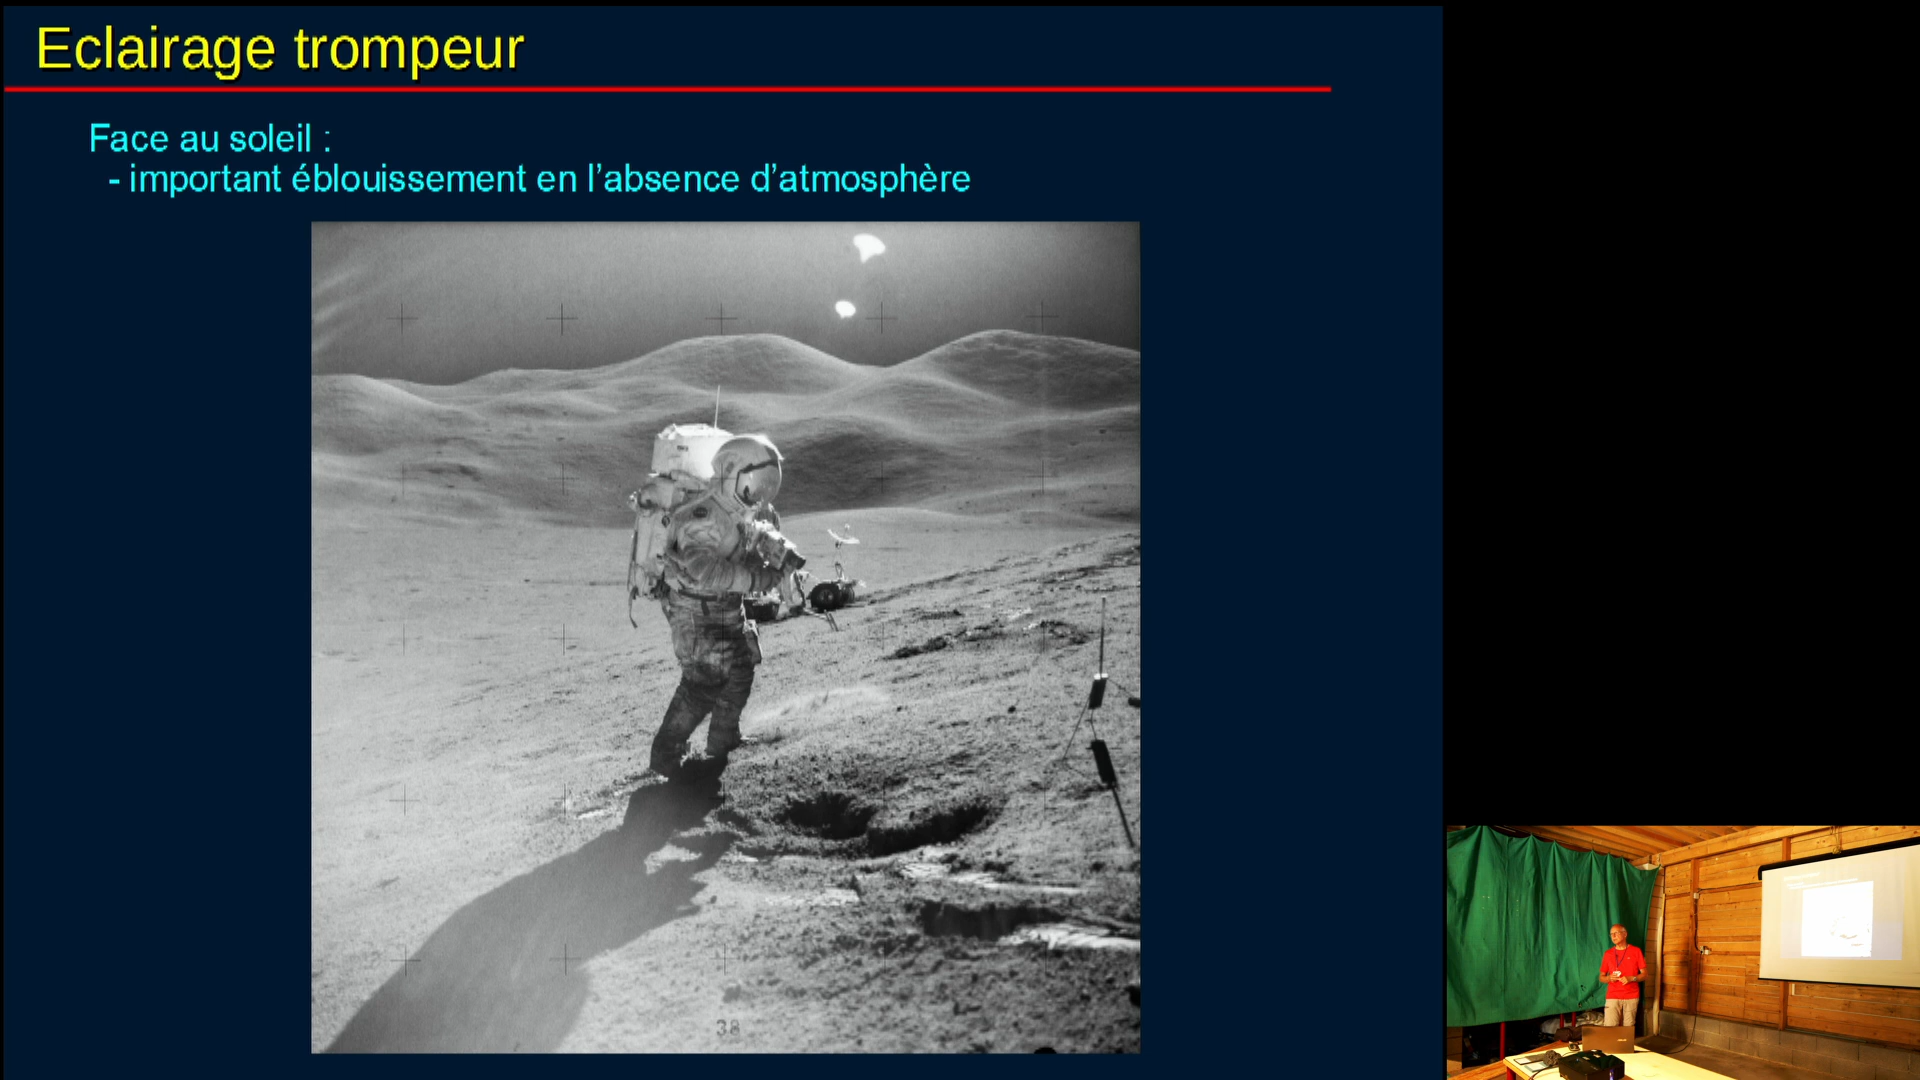 Eclairage trompeur
Face au soleil :
- important éblouissement en l’absence d’atmosphère
38